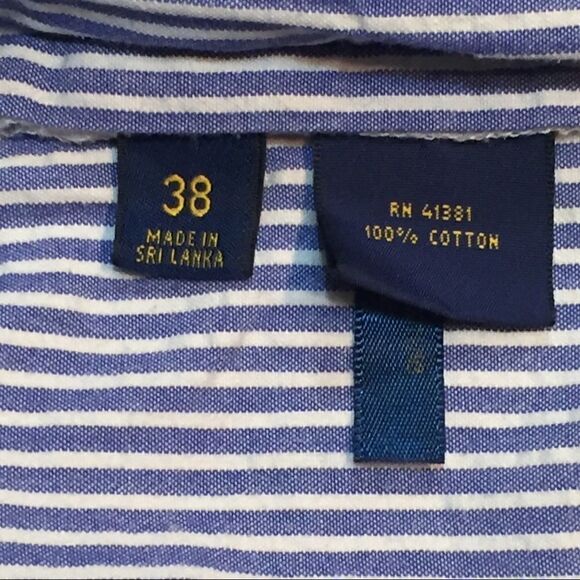 38
MADE IN
SRI LANKA
RN 41381
100% COTTON